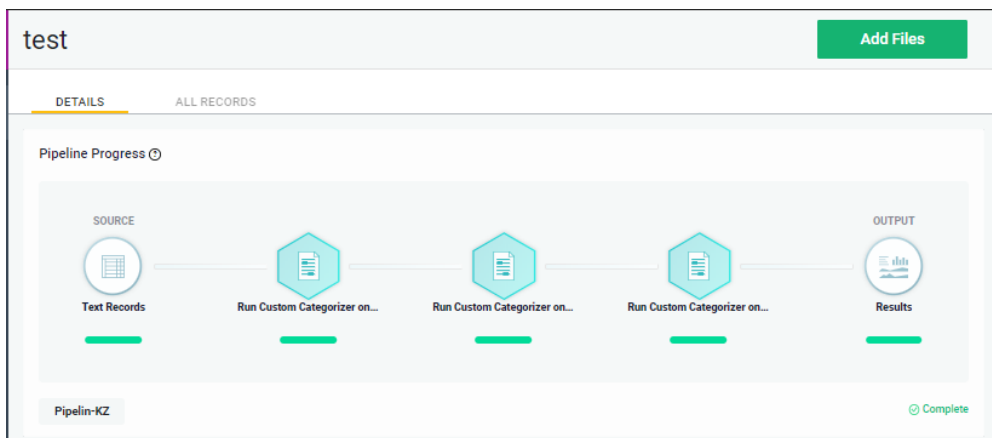 test
Add Files
DETAILS
ALL RECORDS
Pipeline Progress
SOURCE
OUTPUT
Text Records
Run Custom Categorizer on...
Run Custom Categorizer on...
Run Custom Categorizer on...
Results
Pipelin-KZ
Complete